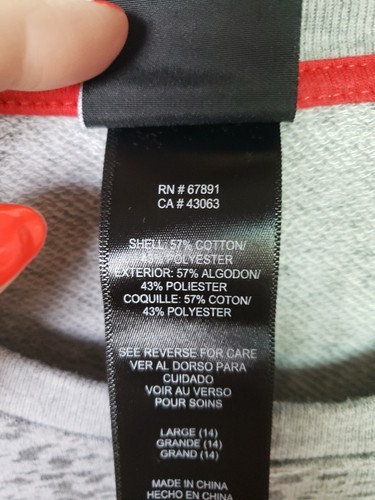 RN # 67891
CA # 43063
SHELL: 57% COTTON/
43% POLYESTER
EXTERIOR: 57% ALGODON/
43% POLIESTER
COQUILLE: 57% COTON/
43% POLYESTER
SEE REVERSE FOR CARE
VER AL DORSO PARA
CUIDADO
VOIR AU VERSO
POUR SOINS
LARGE (14)
GRANDE (14)
GRAND (14)
MADE IN CHINA
HECHO EN CHINA